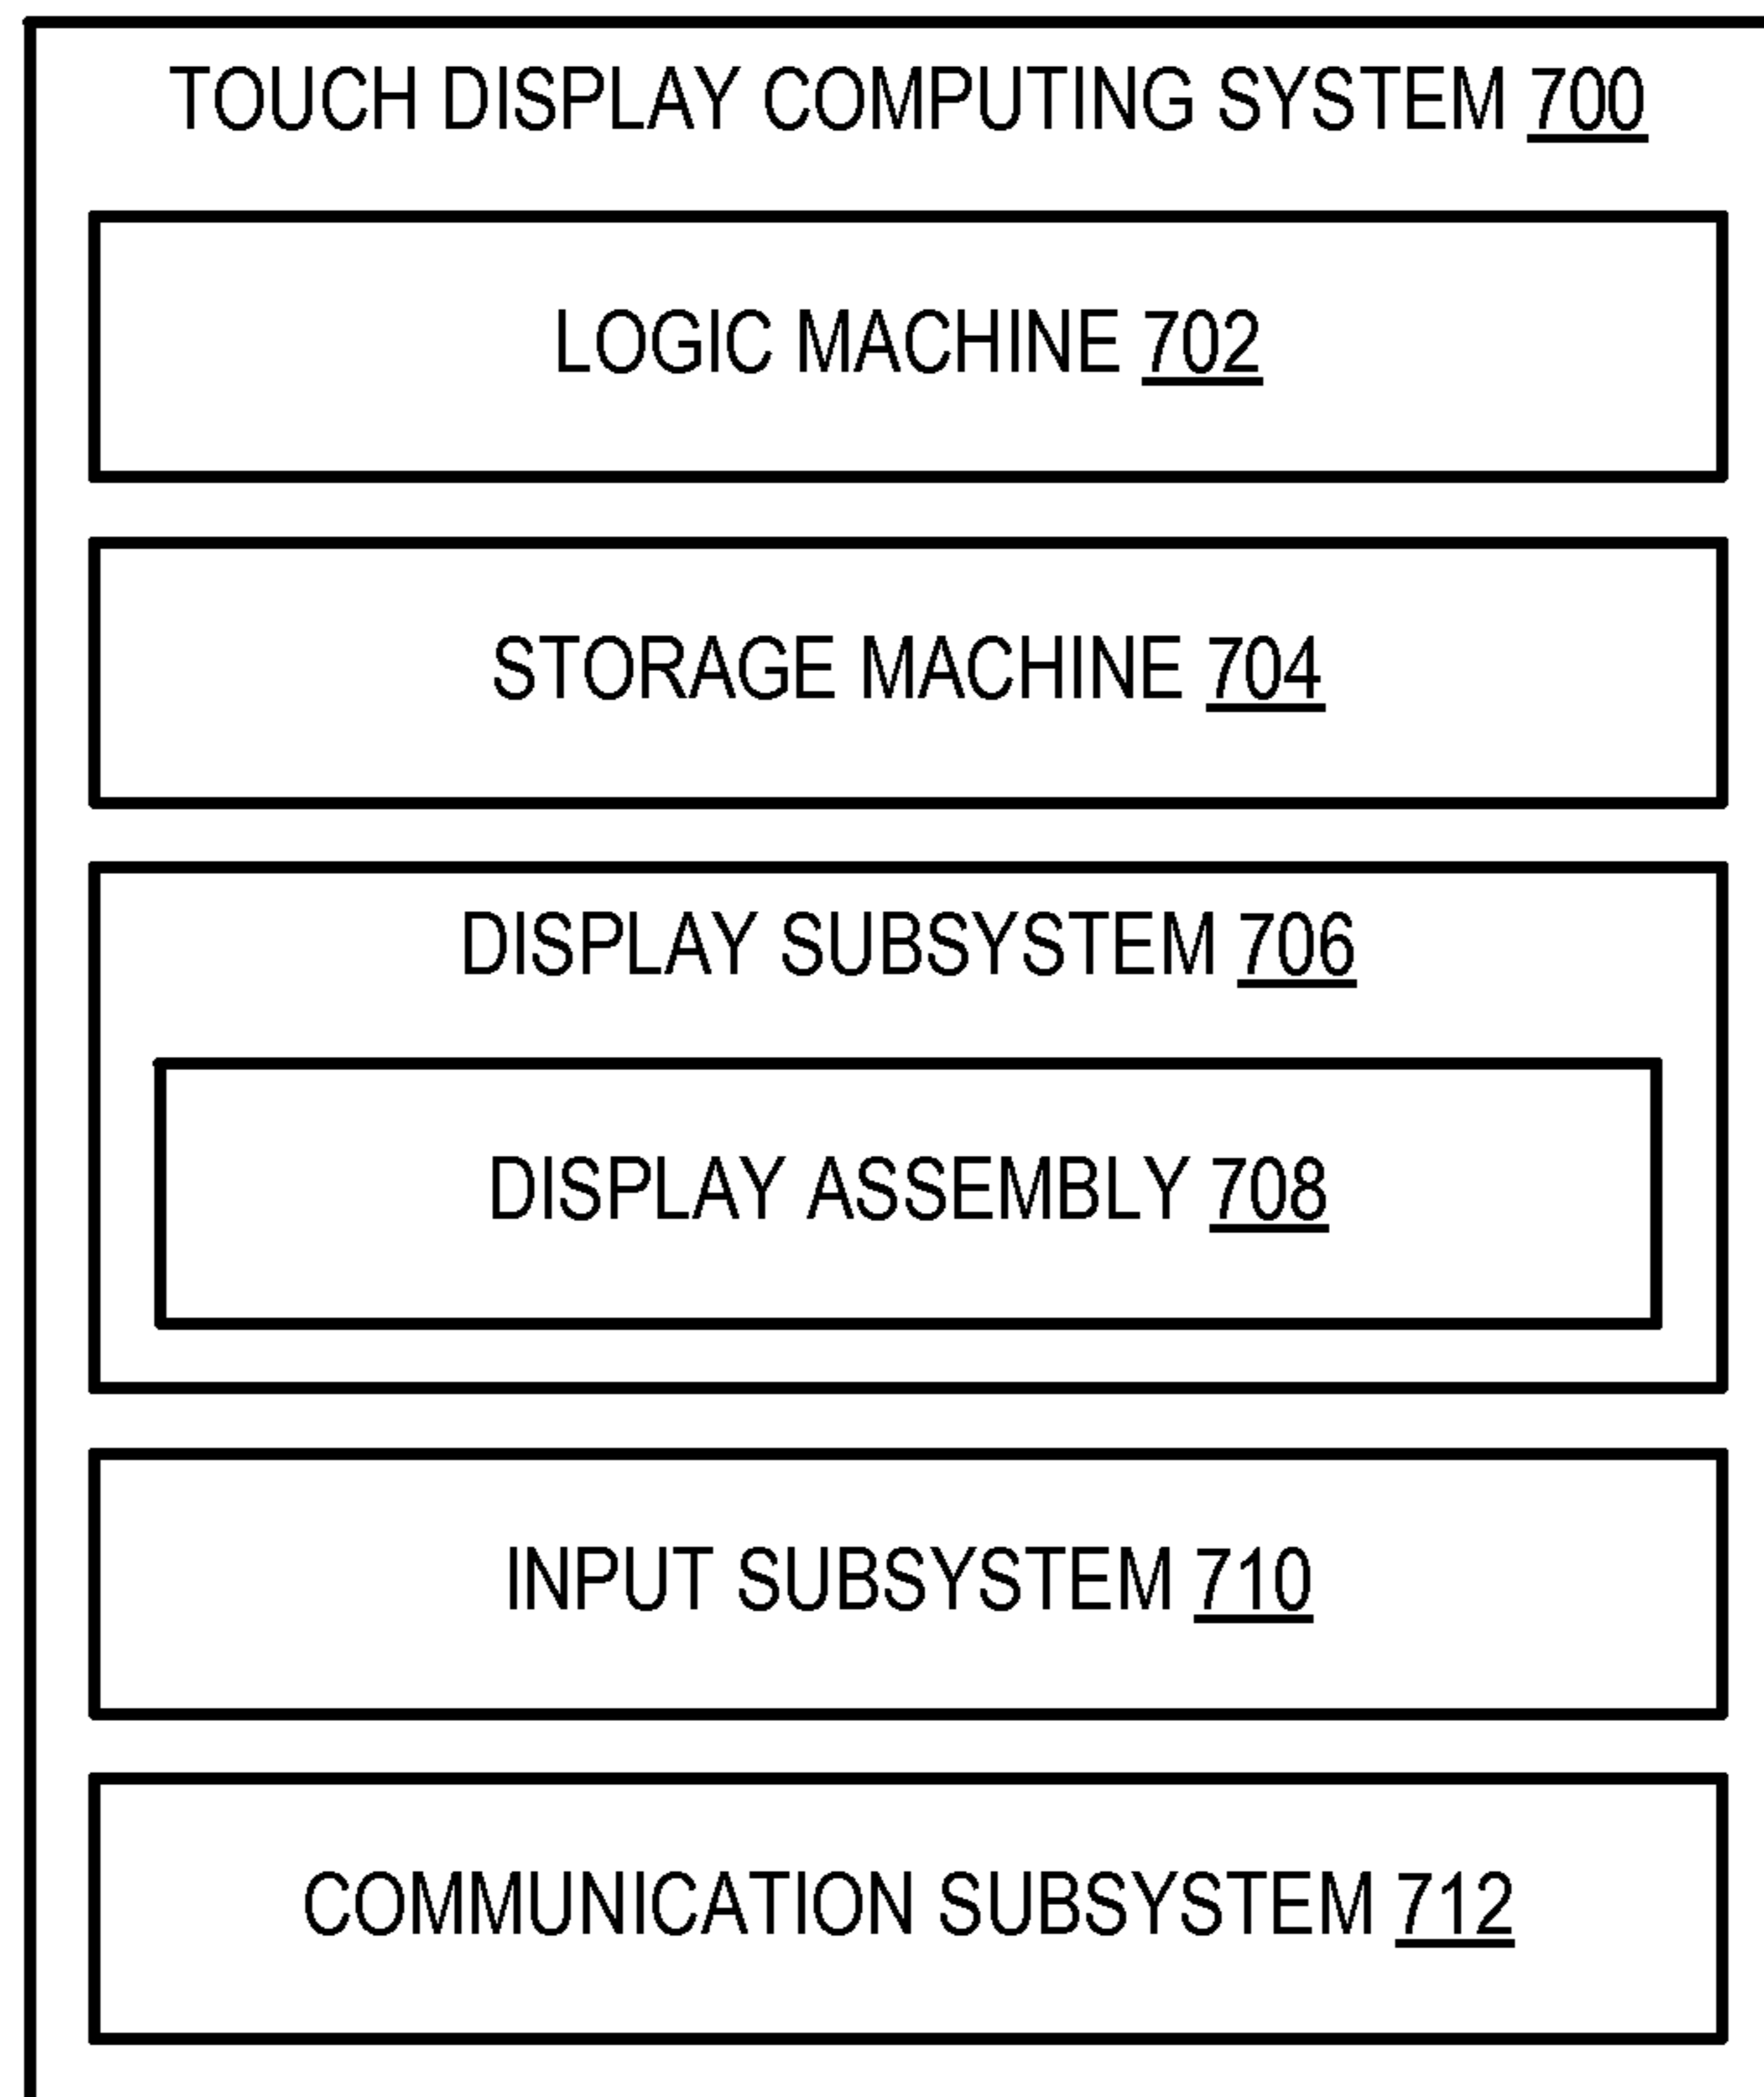 TOUCH DISPLAY COMPUTING SYSTEM 700
LOGIC MACHINE 702
STORAGE MACHINE 704
DISPLAY SUBSYSTEM 706
DISPLAY ASSEMBLY 708
INPUT SUBSYSTEM 710
COMMUNICATION SUBSYSTEM 712